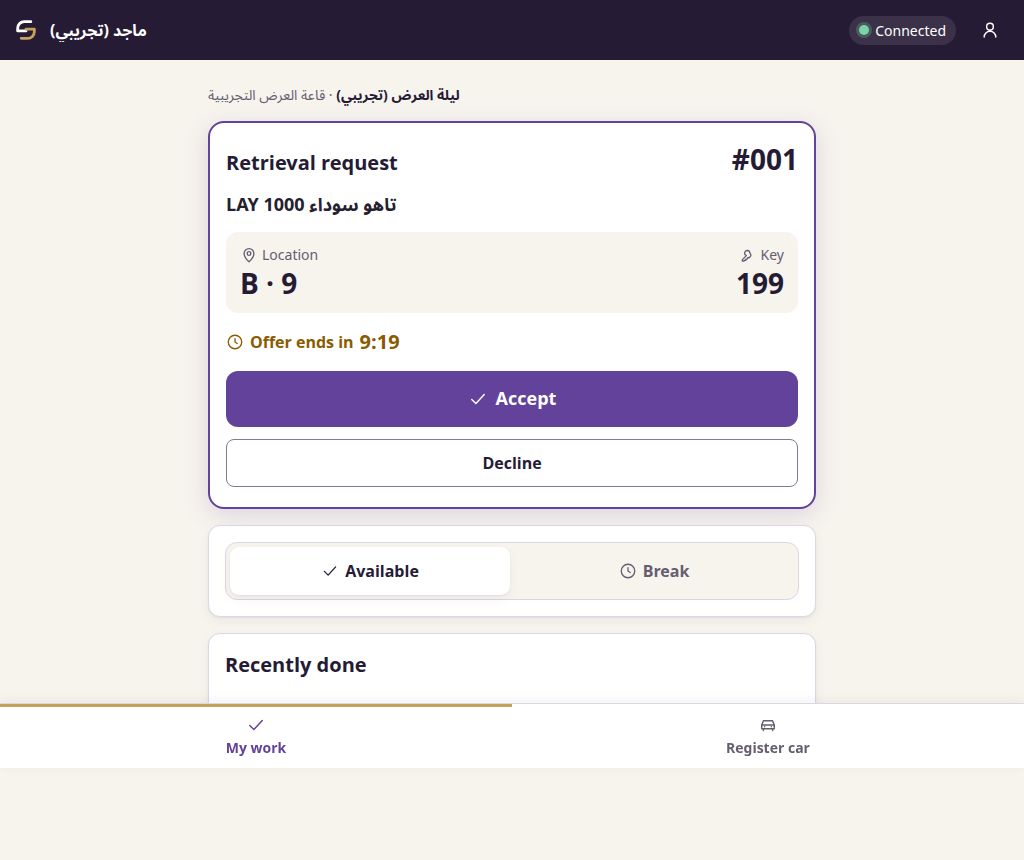 ماجد (تجريبي)
Connected
ليلة العرض (تجريبي) · قاعة العرض التجريبية
Retrieval request
#001
تاهو سوداء LAY 1000
Location
Key
B · 9
199
Offer ends in 9:19
Accept
Decline
Available
Break
Recently done
My work
Register car